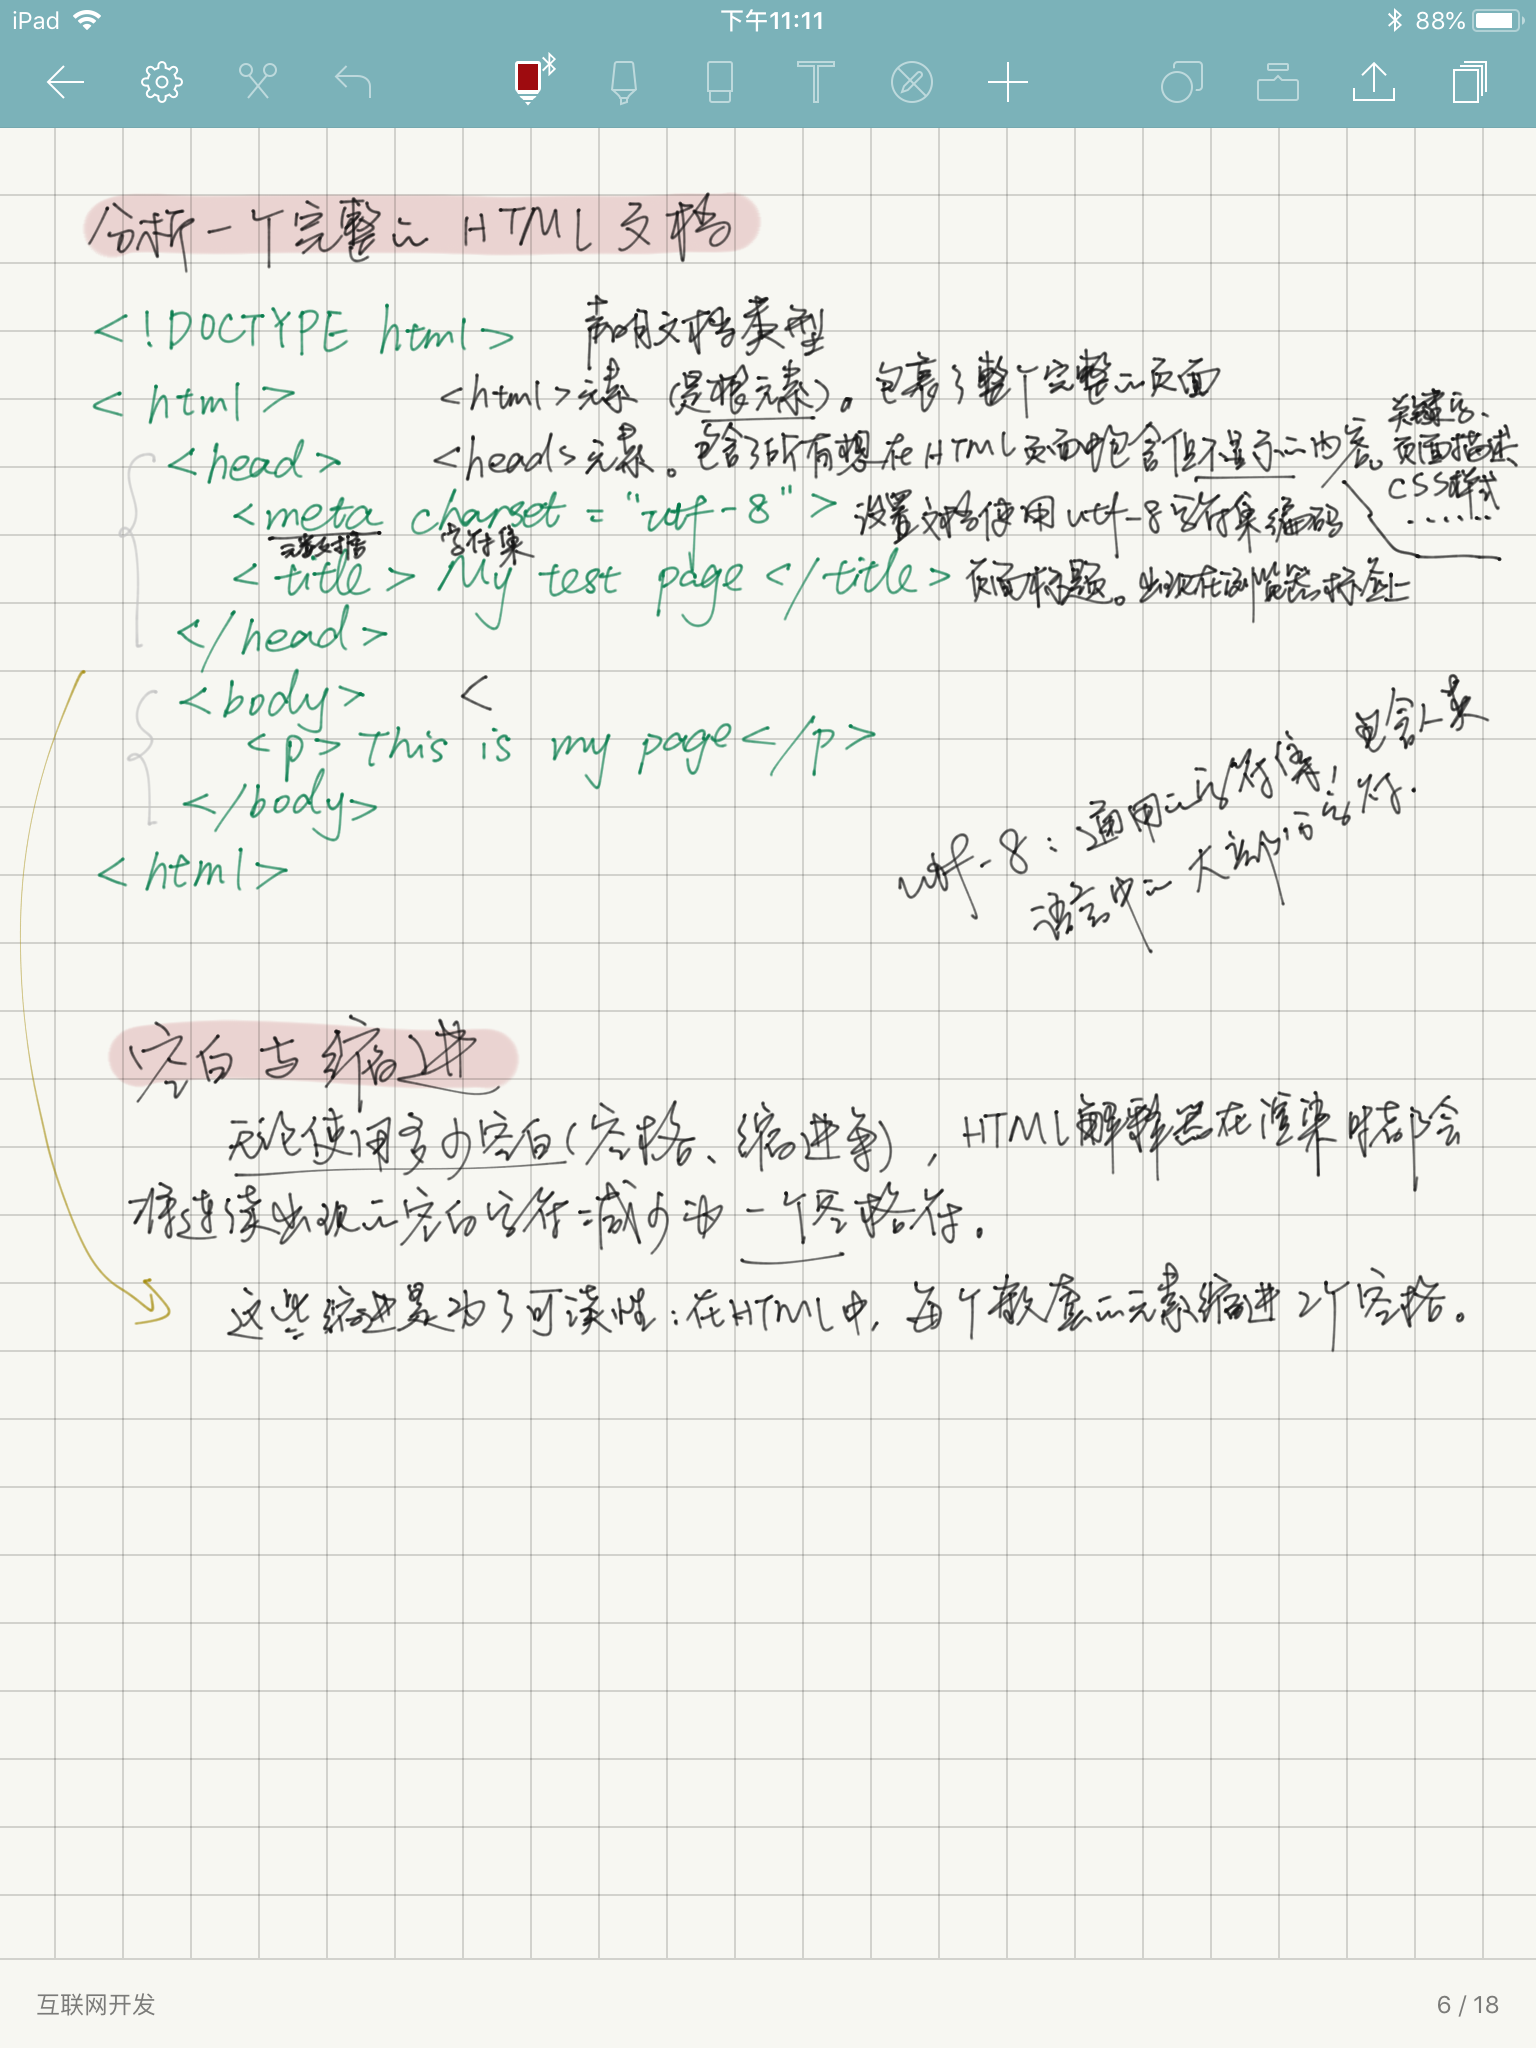 iPad 下午11:11 88%
分析一个完整的 HTML 文档
<!DOCTYPE html> 声明文档类型
<html> <html>元素（是根元素）。包裹了整个完整的页面
<head> <head>元素。包含了所有想在HTML页面中包含但不显示的内容。
关键字、
页面描述
CSS样式
......
<meta charset="utf-8"> 设置文档使用utf-8字符集编码
元数据 字符集
<title> My test page </title> 页面标题。出现在浏览器标签上
</head>
<body> <
<p> This is my page </p>
</body>
<html>
utf-8：通用的字符集！包含人类
语言中的大部分字符.
空白与缩进
无论使用多少空白（空格、缩进等），HTML解释器在渲染时都会
将连续出现的空白字符减少为一个空格符。
这些缩进是为了可读性：在HTML中，每个嵌套的元素缩进2个空格。
互联网开发 6 / 18